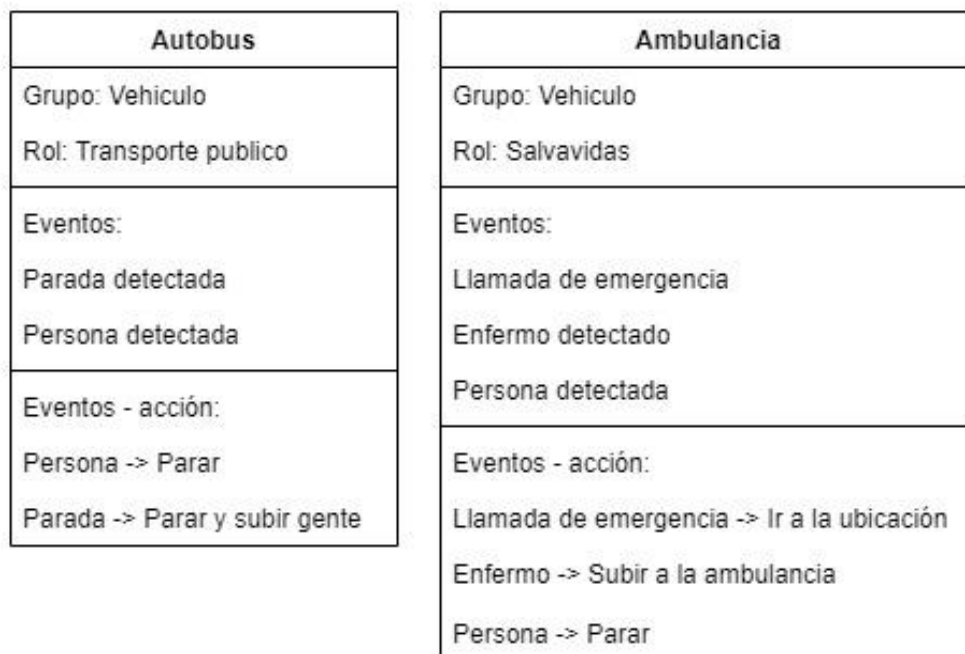 Autobus
Grupo: Vehiculo
Rol: Transporte publico
Eventos:
Parada detectada
Persona detectada
Eventos - acción:
Persona -> Parar
Parada -> Parar y subir gente
Ambulancia
Grupo: Vehiculo
Rol: Salvavidas
Eventos:
Llamada de emergencia
Enfermo detectado
Persona detectada
Eventos - acción:
Llamada de emergencia -> Ir a la ubicación
Enfermo -> Subir a la ambulancia
Persona -> Parar